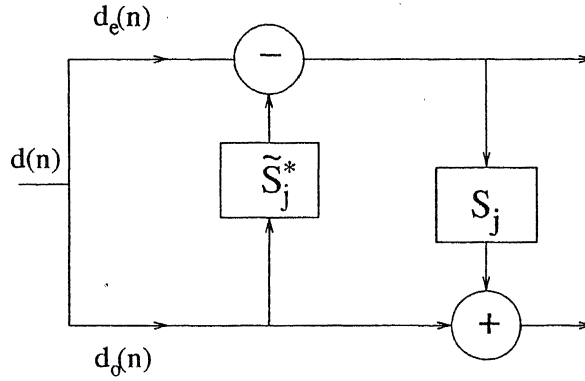 d_e(n)
−
d(n)
S̃_j^*
S_j
+
d_o(n)